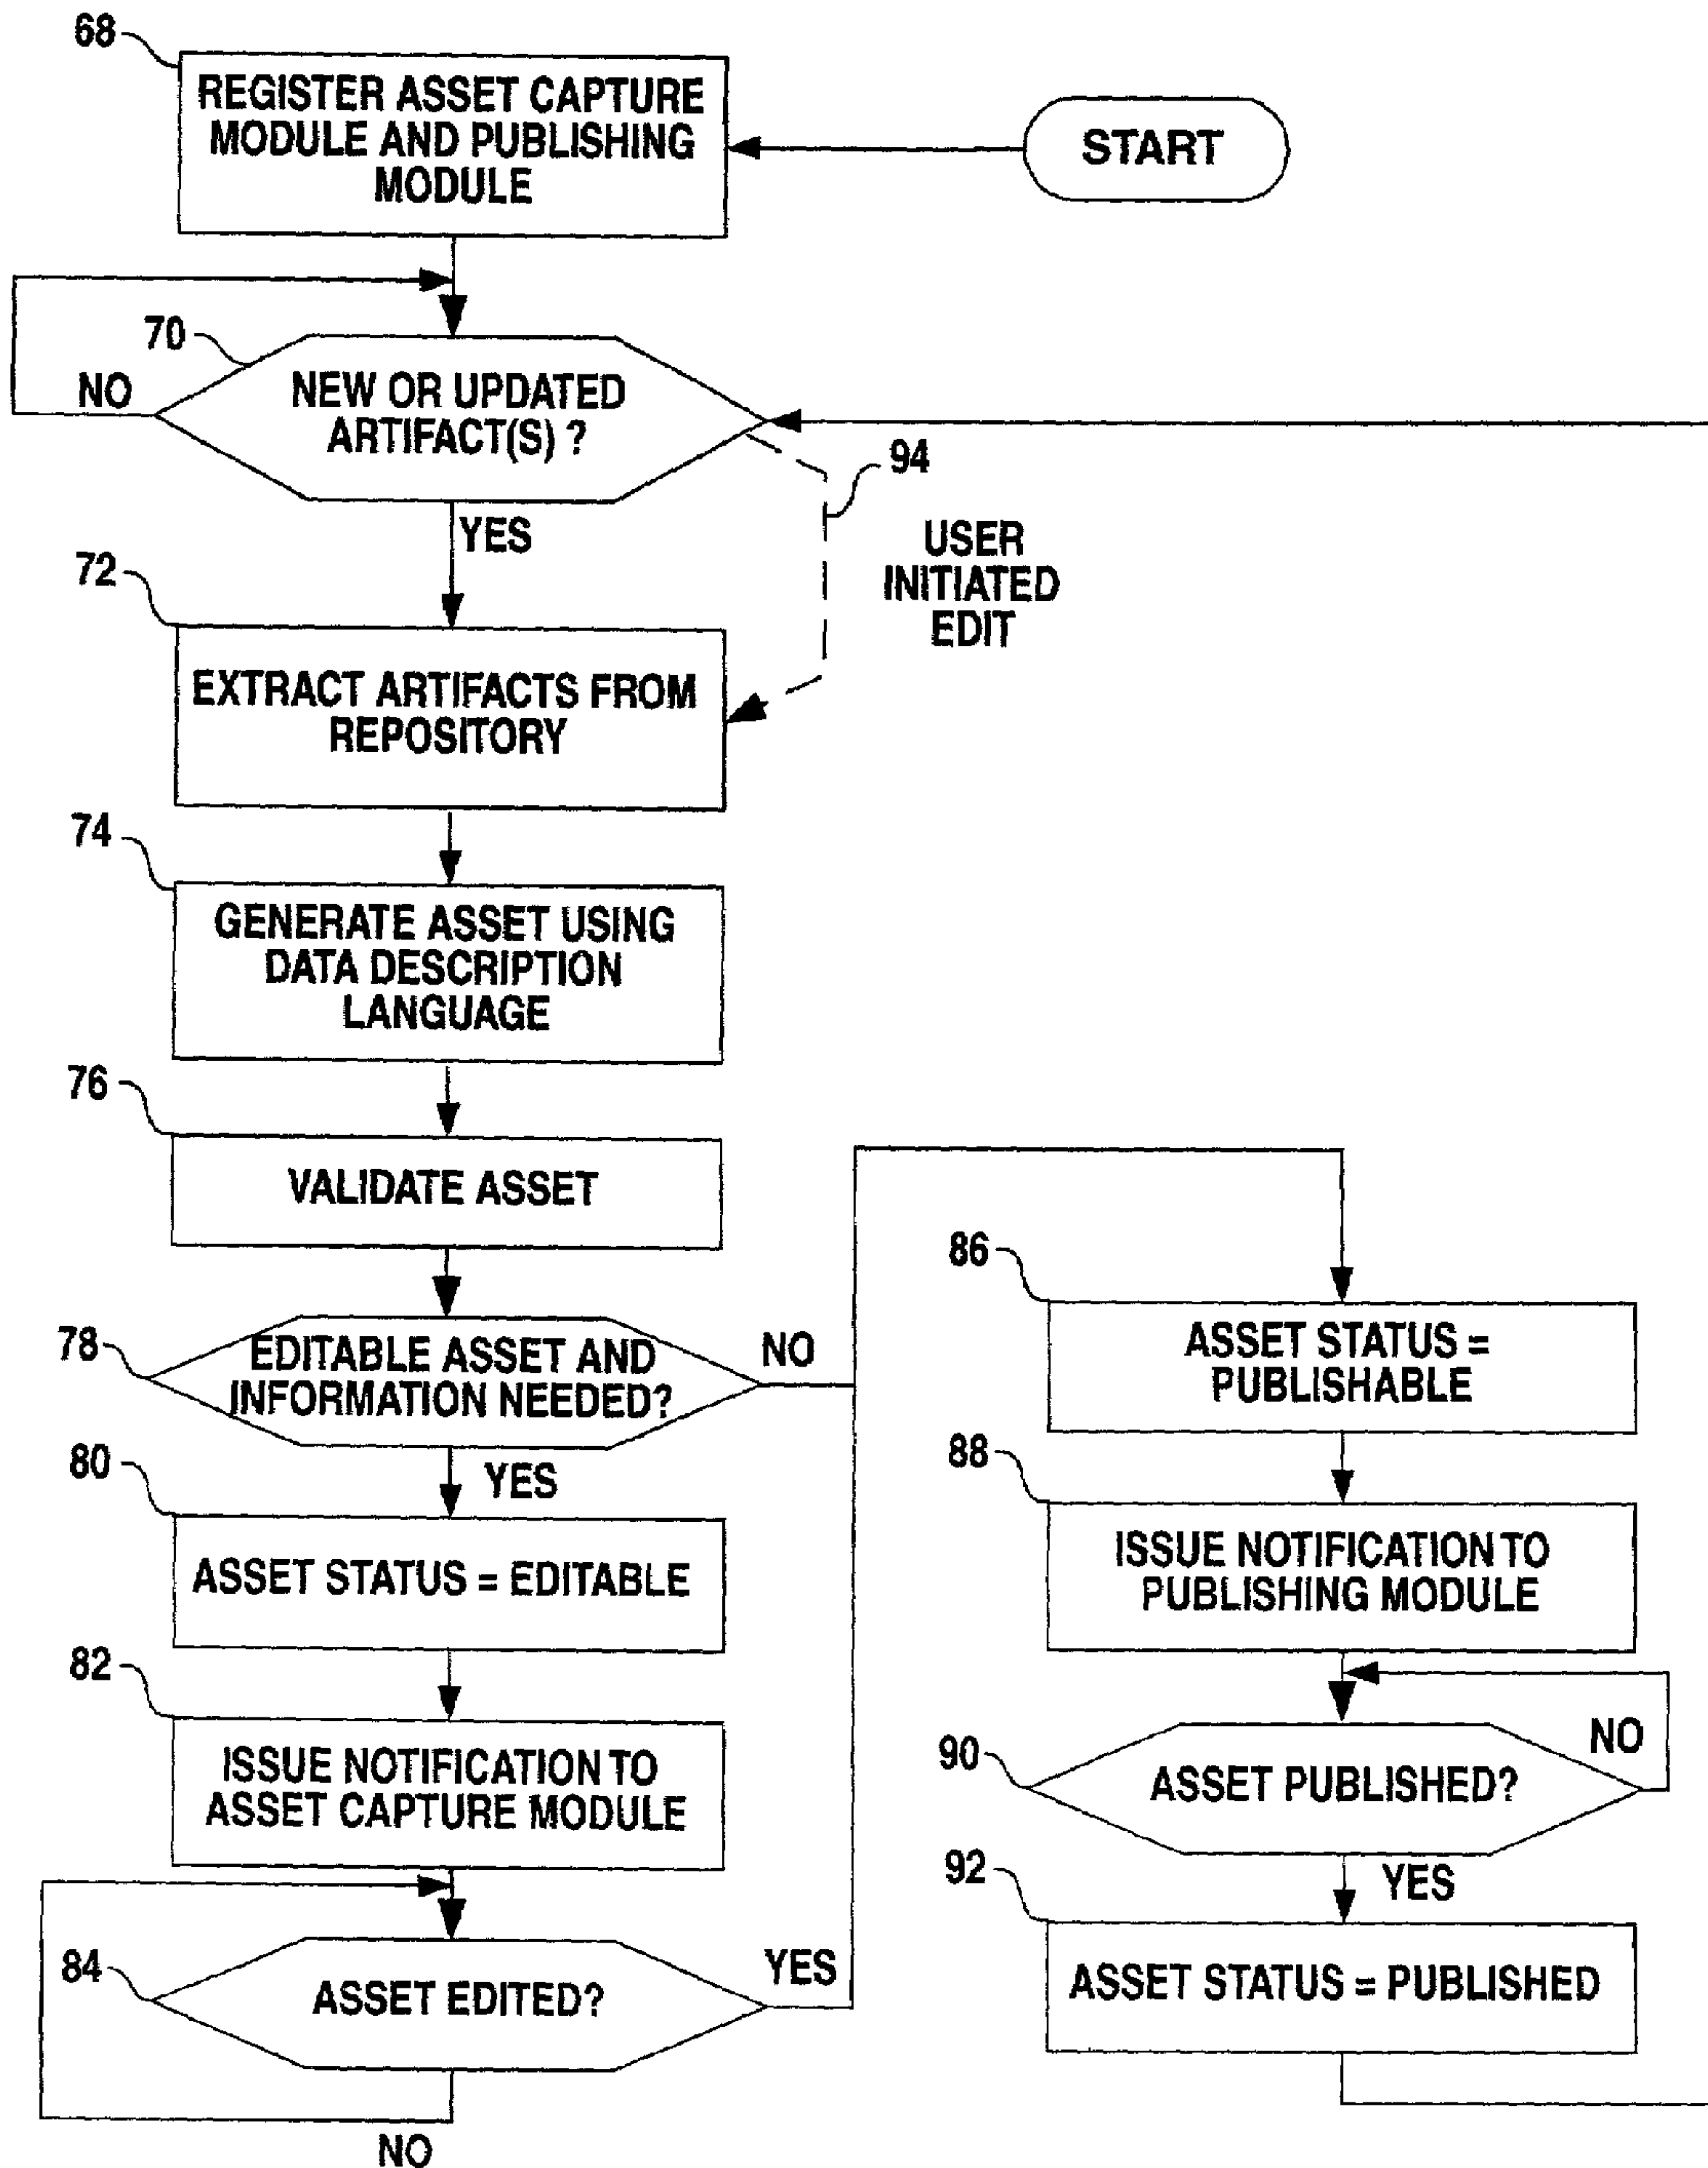 68
REGISTER ASSET CAPTURE
MODULE AND PUBLISHING
MODULE
START
70
NO
NEW OR UPDATED
ARTIFACT(S) ?
94
YES
USER
INITIATED
EDIT
72
EXTRACT ARTIFACTS FROM
REPOSITORY
74
GENERATE ASSET USING
DATA DESCRIPTION
LANGUAGE
76
VALIDATE ASSET
78
EDITABLE ASSET AND
INFORMATION NEEDED?
NO
YES
80
ASSET STATUS = EDITABLE
82
ISSUE NOTIFICATION TO
ASSET CAPTURE MODULE
84
ASSET EDITED?
YES
NO
86
ASSET STATUS =
PUBLISHABLE
88
ISSUE NOTIFICATION TO
PUBLISHING MODULE
90
ASSET PUBLISHED?
NO
YES
92
ASSET STATUS = PUBLISHED